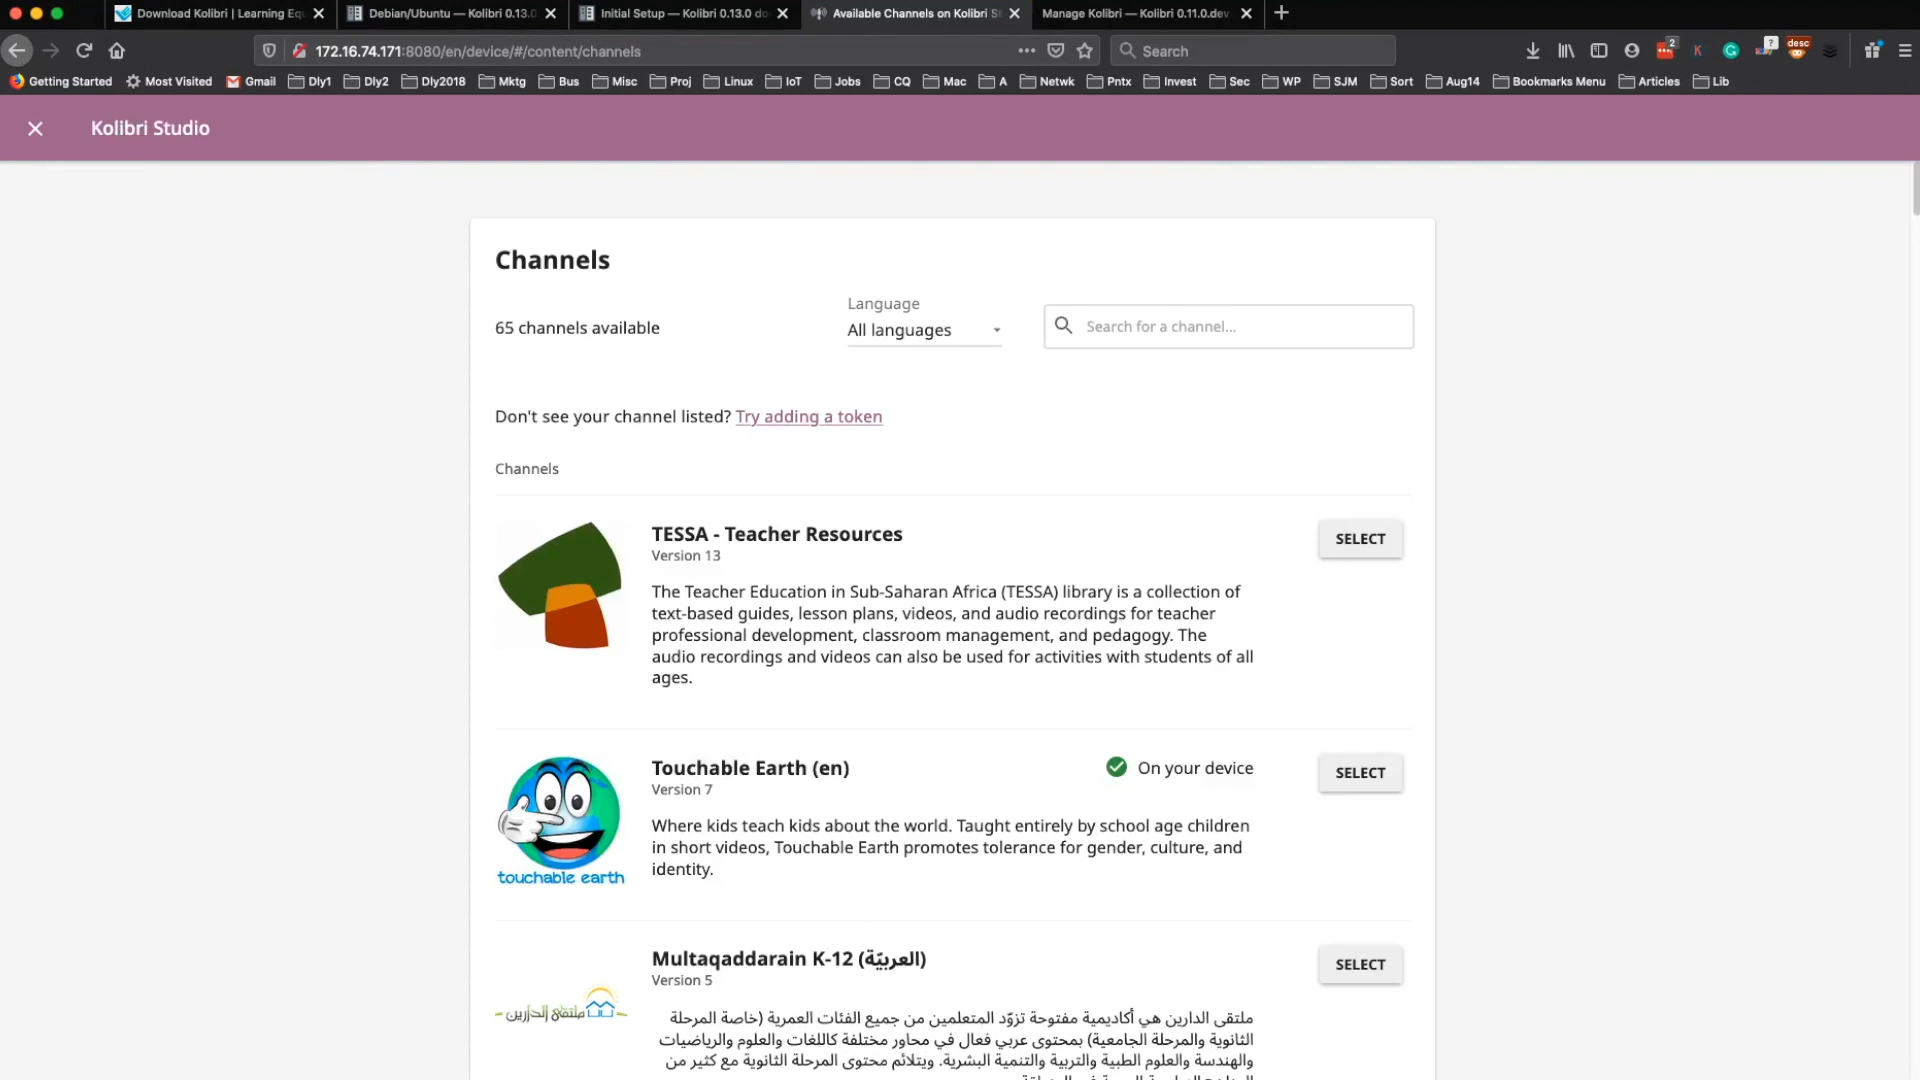 Download Kolibri | Learning Eq
Debian/Ubuntu — Kolibri 0.13.0
Initial Setup — Kolibri 0.13.0 do
Available Channels on Kolibri St
Manage Kolibri — Kolibri 0.11.0.dev
172.16.74.171:8080/en/device/#/content/channels
Search
2
K
?
desc
Getting Started Most Visited Gmail Dly1 Dly2 Dly2018 Mktg Bus Misc Proj Linux IoT Jobs CQ Mac A Netwk Pntx Invest Sec WP SJM Sort Aug14 Bookmarks Menu Articles Lib
Kolibri Studio
Channels
Language
65 channels available
All languages
Search for a channel...
Don't see your channel listed? Try adding a token
Channels
TESSA - Teacher Resources
SELECT
Version 13
The Teacher Education in Sub-Saharan Africa (TESSA) library is a collection of
text-based guides, lesson plans, videos, and audio recordings for teacher
professional development, classroom management, and pedagogy. The
audio recordings and videos can also be used for activities with students of all
ages.
Touchable Earth (en)
On your device
SELECT
Version 7
Where kids teach kids about the world. Taught entirely by school age children
in short videos, Touchable Earth promotes tolerance for gender, culture, and
identity.
touchable earth
Multaqaddarain K-12 (العربيّة)
SELECT
Version 5
ملتقى الدارين
ملتقى الدارين هي أكاديمية مفتوحة تزوّد المتعلمين من جميع الفئات العمرية (خاصة المرحلة
الثانوية والمرحلة الجامعية) بمحتوى عربي فعال في محاور مختلفة كاللغات والعلوم والرياضيات
والهندسة والعلوم الطبية والتربية والتنمية البشرية. ويتلائم محتوى المرحلة الثانوية مع كثير من